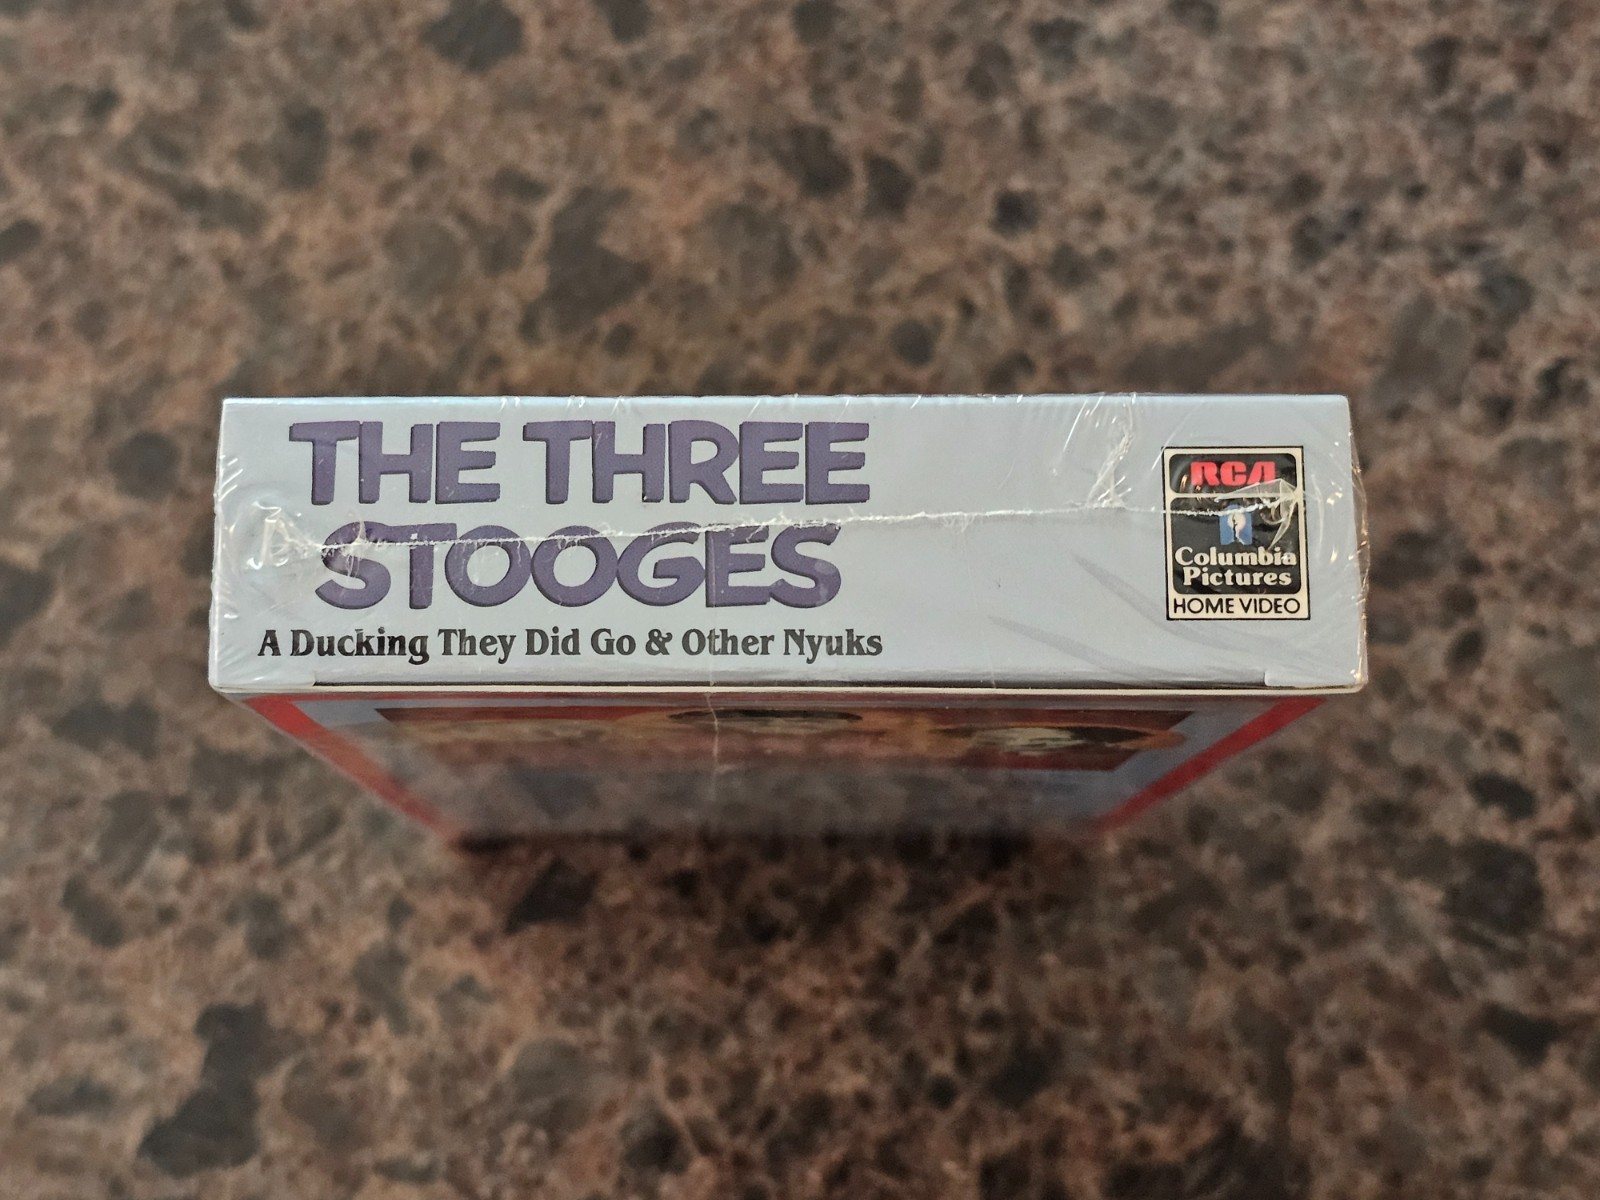 THE THREE
STOOGES
A Ducking They Did Go & Other Nyuks
RCA
Columbia
Pictures
HOME VIDEO